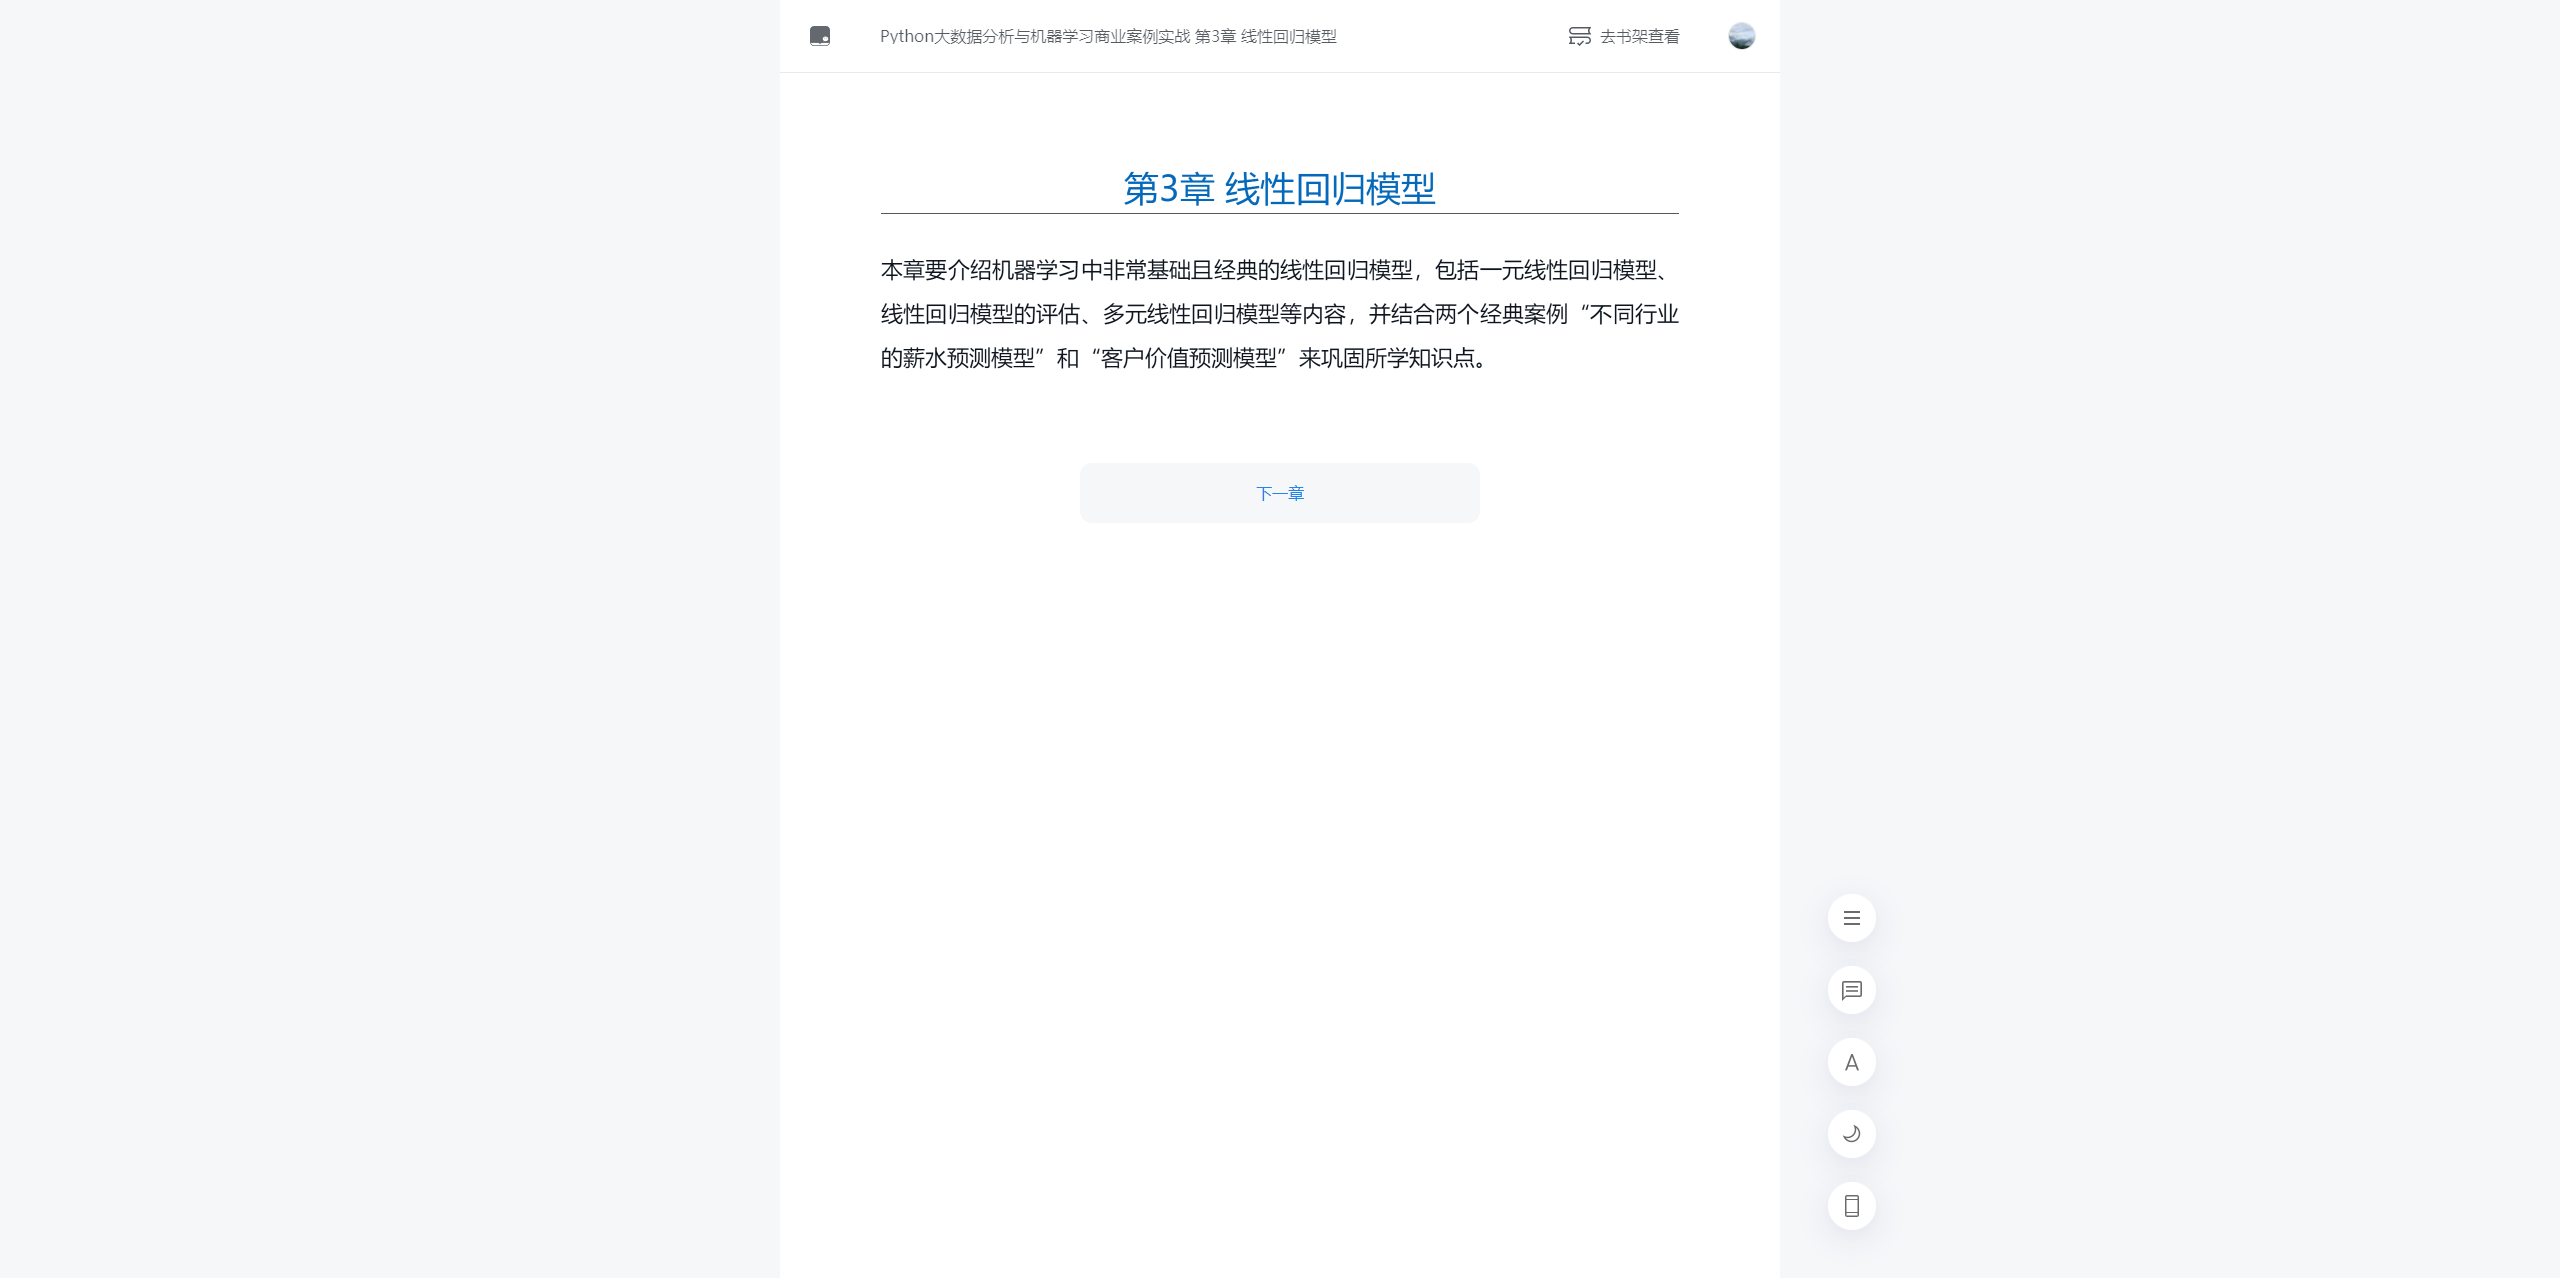 Python大数据分析与机器学习商业案例实战 第3章 线性回归模型
去书架查看
第3章 线性回归模型
本章要介绍机器学习中非常基础且经典的线性回归模型，包括一元线性回归模型、
线性回归模型的评估、多元线性回归模型等内容，并结合两个经典案例“不同行业
的薪水预测模型”和“客户价值预测模型”来巩固所学知识点。
下一章
A